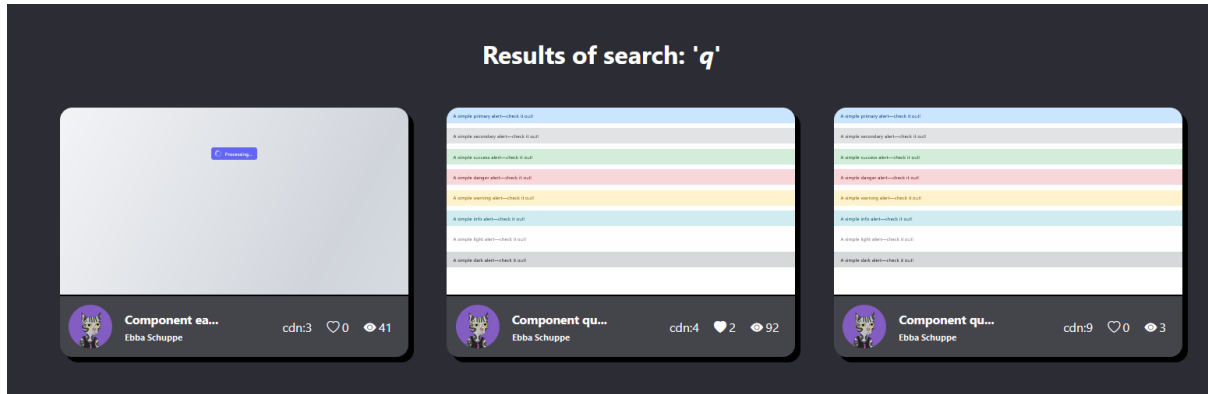 Results of search: 'q'
Processing...
Component ea...
Ebba Schuppe
cdn:3 0 41
A simple primary alert—check it out!
A simple secondary alert—check it out!
A simple success alert—check it out!
A simple danger alert—check it out!
A simple warning alert—check it out!
A simple info alert—check it out!
A simple light alert—check it out!
A simple dark alert—check it out!
Component qu...
Ebba Schuppe
cdn:4 2 92
A simple primary alert—check it out!
A simple secondary alert—check it out!
A simple success alert—check it out!
A simple danger alert—check it out!
A simple warning alert—check it out!
A simple info alert—check it out!
A simple light alert—check it out!
A simple dark alert—check it out!
Component qu...
Ebba Schuppe
cdn:9 0 3